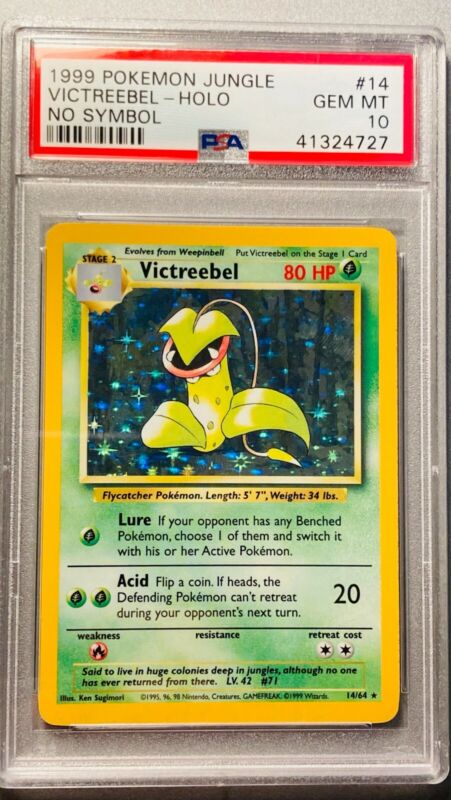 1999 POKEMON JUNGLE #14
VICTREEBEL - HOLO GEM MT
NO SYMBOL 10
PSA 41324727
Evolves from Weepinbell Put Victreebel on the Stage 1 Card
STAGE 2
Victreebel 80 HP
Flycatcher Pokémon. Length: 5' 7", Weight: 34 lbs.
Lure If your opponent has any Benched
Pokémon, choose 1 of them and switch it
with his or her Active Pokémon.
Acid Flip a coin. If heads, the
Defending Pokémon can't retreat 20
during your opponent's next turn.
weakness resistance retreat cost
Said to live in huge colonies deep in jungles, although no one
has ever returned from there. LV. 42 #71
Illus. Ken Sugimori ©1995, 96, 98 Nintendo, Creatures, GAMEFREAK. ©1999 Wizards. 14/64 ★